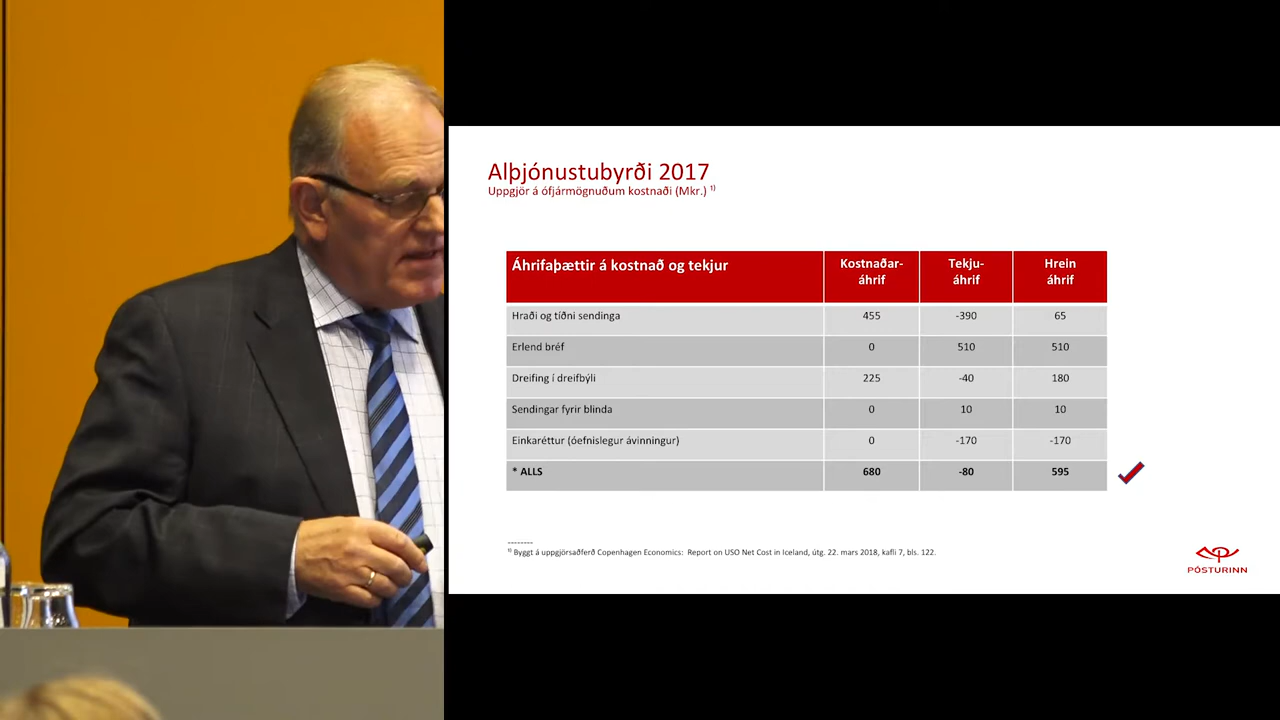 Alþjónustubyrði 2017
Uppgjör á ófjármögnuðum kostnaði (Mkr.) ¹⁾
Áhrifaþættir á kostnað og tekjur Kostnaðar-áhrif Tekju-áhrif Hrein áhrif
Hraði og tíðni sendinga 455 -390 65
Erlend bréf 0 510 510
Dreifing í dreifbýli 225 -40 180
Sendingar fyrir blinda 0 10 10
Einkaréttur (óefnislegur ávinningur) 0 -170 -170
* ALLS 680 -80 595
--------
¹⁾ Byggt á uppgjörsaðferð Copenhagen Economics: Report on USO Net Cost in Iceland, útg. 22. mars 2018, kafli 7, bls. 122.
PÓSTURINN